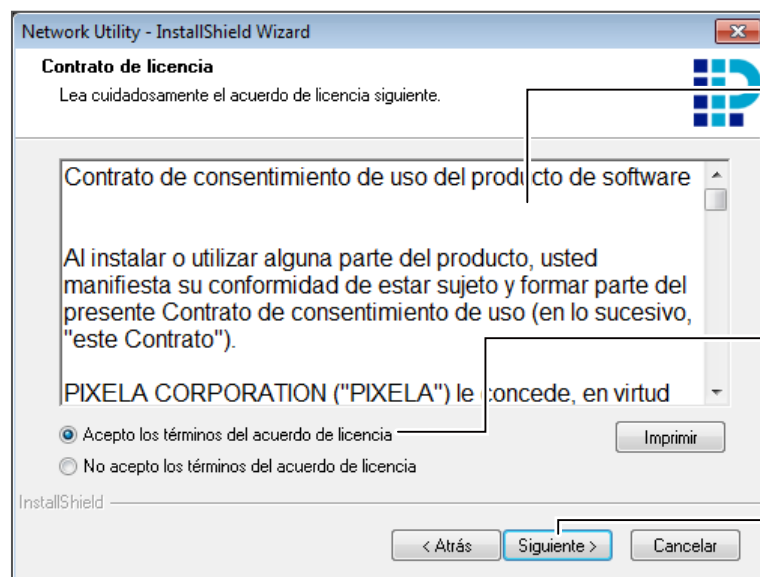 Network Utility - InstallShield Wizard
Contrato de licencia
Lea cuidadosamente el acuerdo de licencia siguiente.
Contrato de consentimiento de uso del producto de software
Al instalar o utilizar alguna parte del producto, usted
manifiesta su conformidad de estar sujeto y formar parte del
presente Contrato de consentimiento de uso (en lo sucesivo,
"este Contrato").
PIXELA CORPORATION ("PIXELA") le concede, en virtud
Acepto los términos del acuerdo de licencia
Imprimir
No acepto los términos del acuerdo de licencia
InstallShield
< Atrás Siguiente > Cancelar